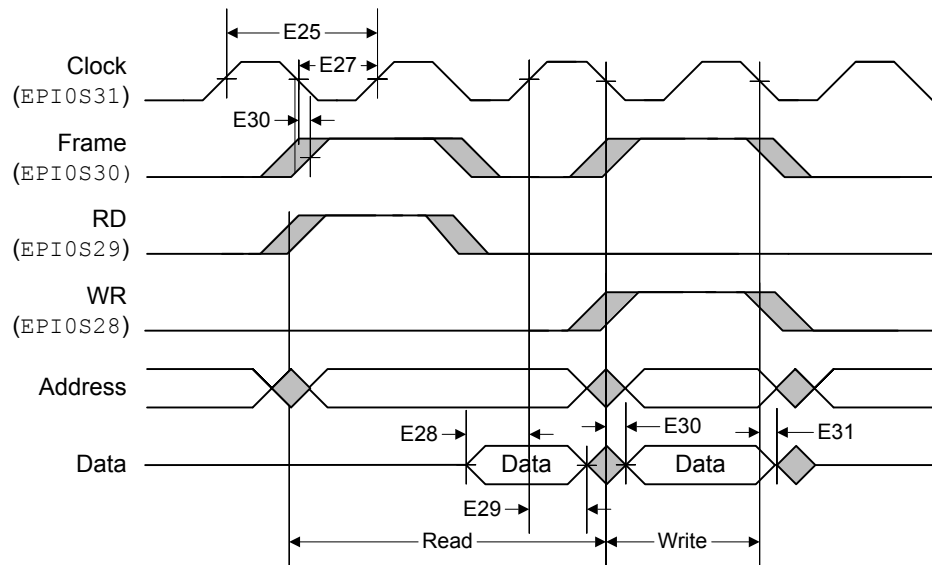 E25
Clock
(EPI0S31)
E27
E30
Frame
(EPI0S30)
RD
(EPI0S29)
WR
(EPI0S28)
Address
E28
E30
E31
Data
Data
Data
E29
Read
Write